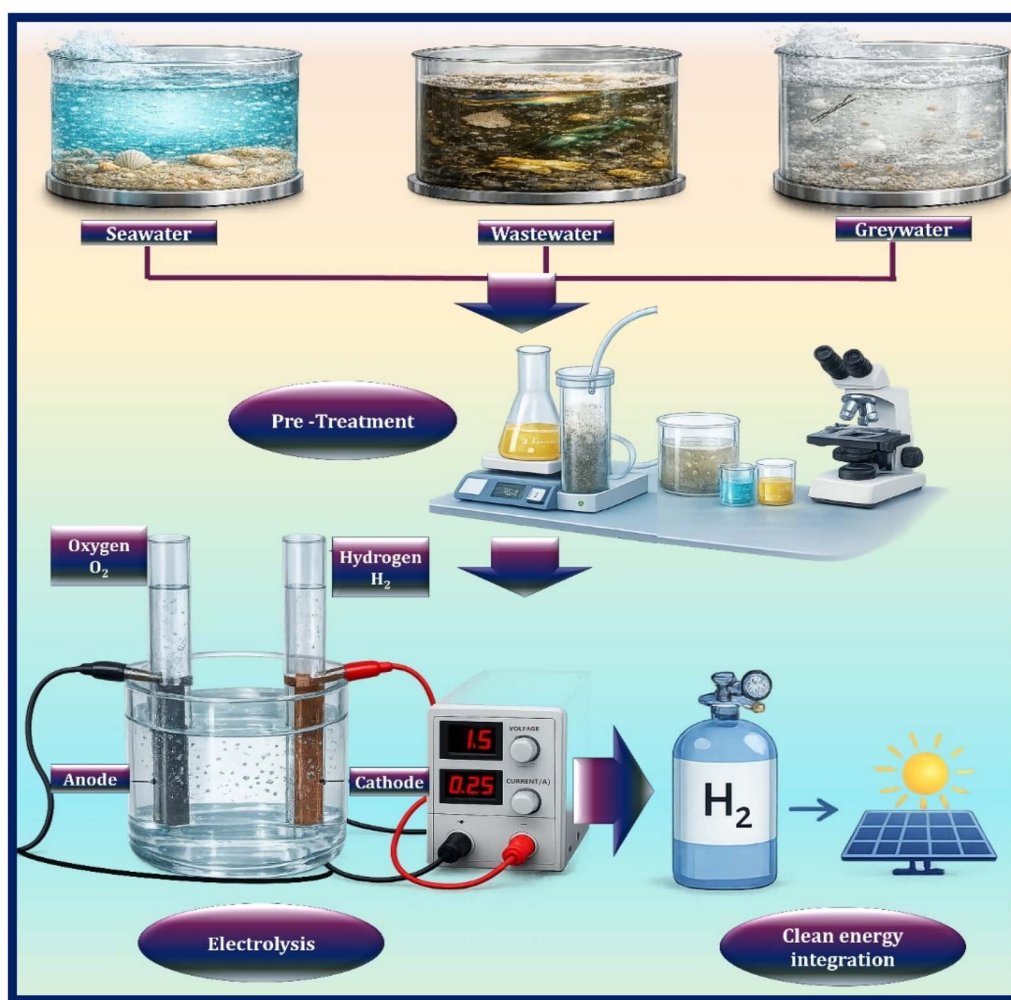 Seawater
Wastewater
Greywater
Pre -Treatment
Oxygen
O₂
Hydrogen
H₂
1.5
VOLFAGE
0.25
CURRENT/A)
Anode
Cathode
H₂
Electrolysis
Clean energy
integration